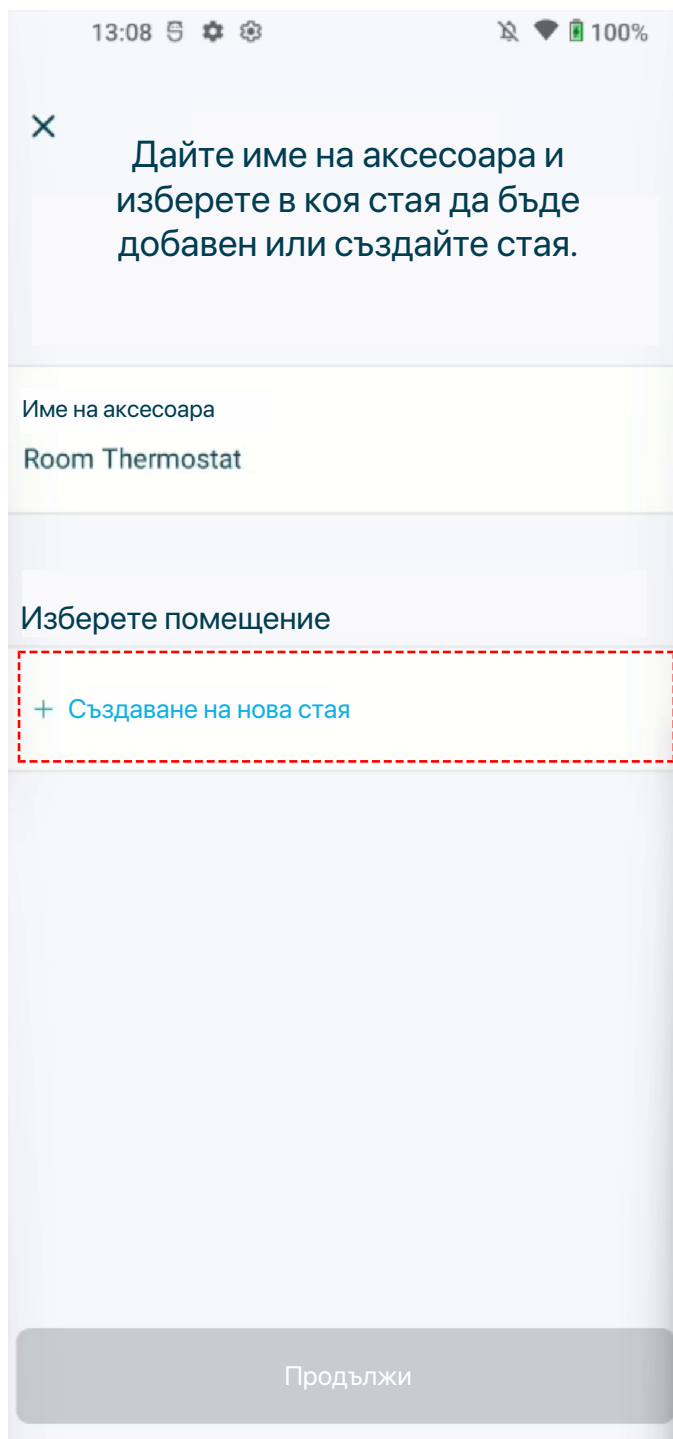 13:08
100%
Дайте име на аксесоара и
изберете в коя стая да бъде
добавен или създайте стая.
Име на аксесоара
Room Thermostat
Изберете помещение
+ Създаване на нова стая
Продължи